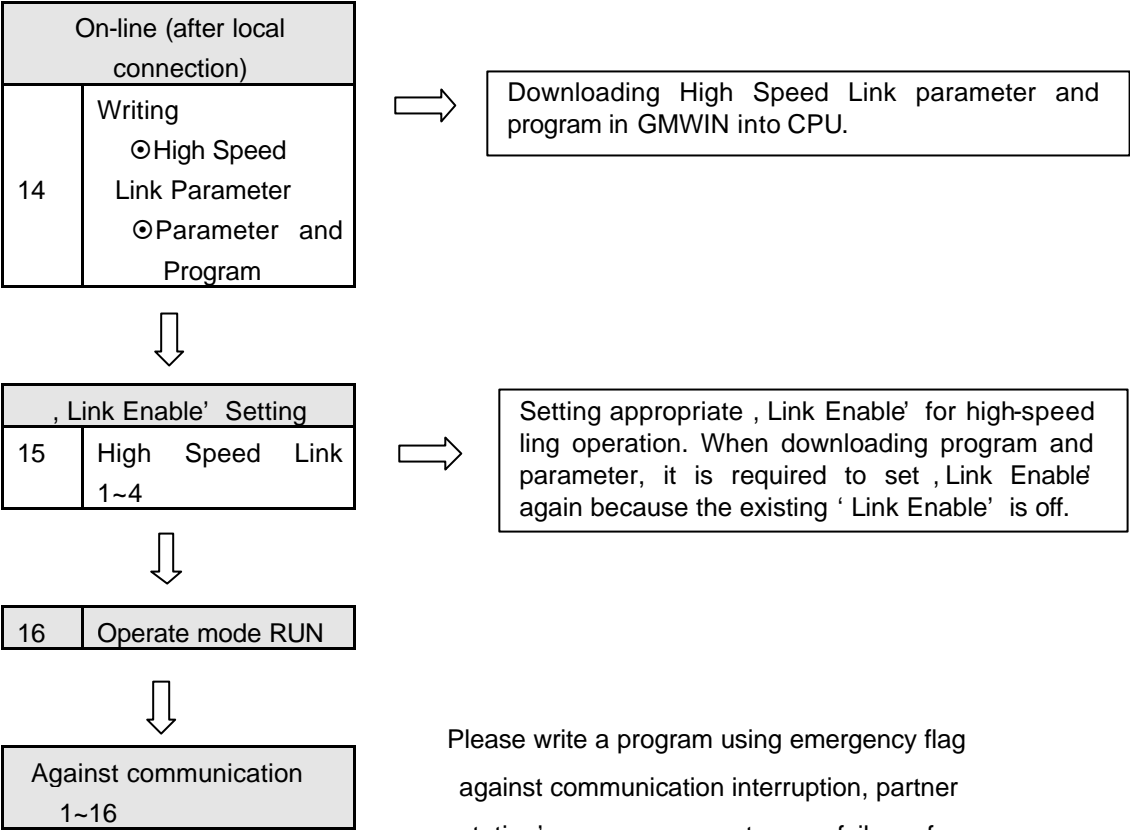 On-line (after local
connection)
14
Writing
⊙High Speed
Link Parameter
⊙Parameter and
Program
Downloading High Speed Link parameter and
program in GMWIN into CPU.
, Link Enable’ Setting
15
High Speed Link
1~4
Setting appropriate , Link Enable’ for high-speed
ling operation. When downloading program and
parameter, it is required to set , Link Enable’
again because the existing ‘ Link Enable’ is off.
16 Operate mode RUN
Against communication
1~16
Please write a program using emergency flag
against communication interruption, partner